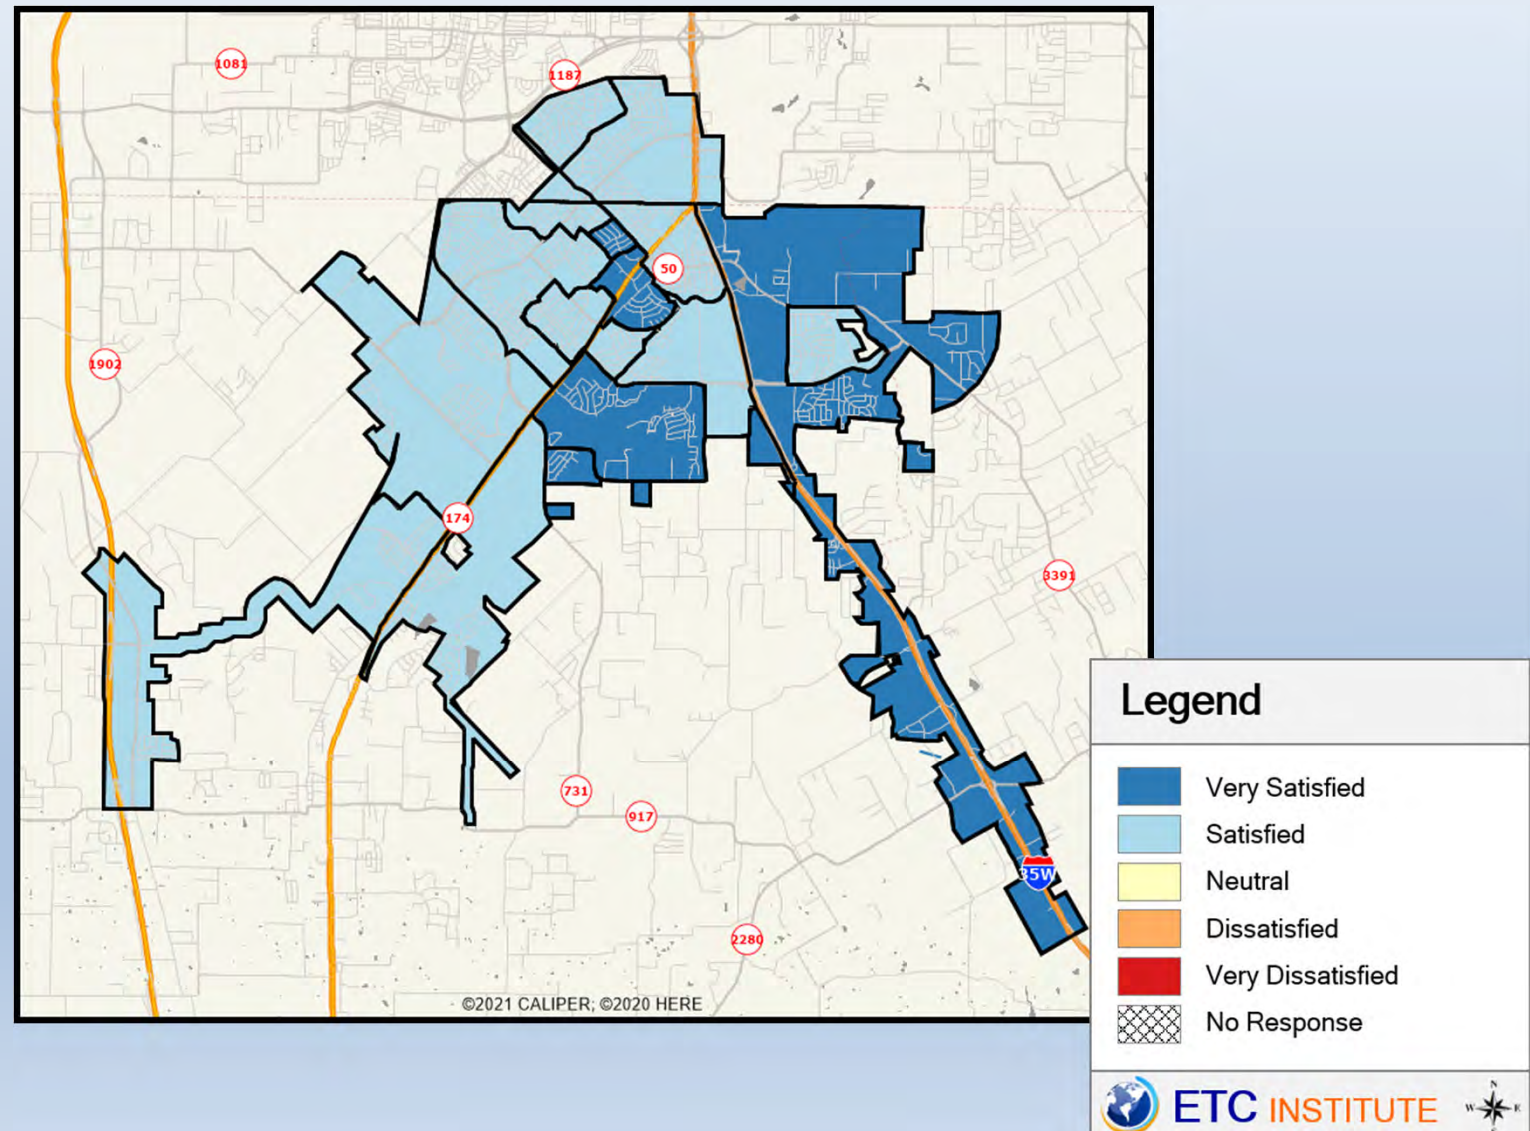 1081
1187
50
1902
174
3391
731
917
35W
2280
©2021 CALIPER; ©2020 HERE
Legend
Very Satisfied
Satisfied
Neutral
Dissatisfied
Very Dissatisfied
No Response
ETC INSTITUTE
N
W E